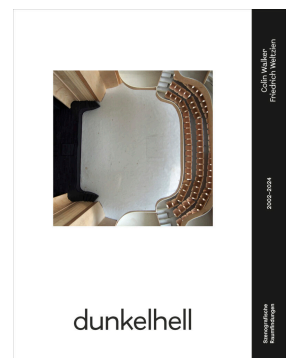 dunkelhell
Colin Walker
Friedrich Weltzien
2002–2024
Szenografische
Raumfindungen